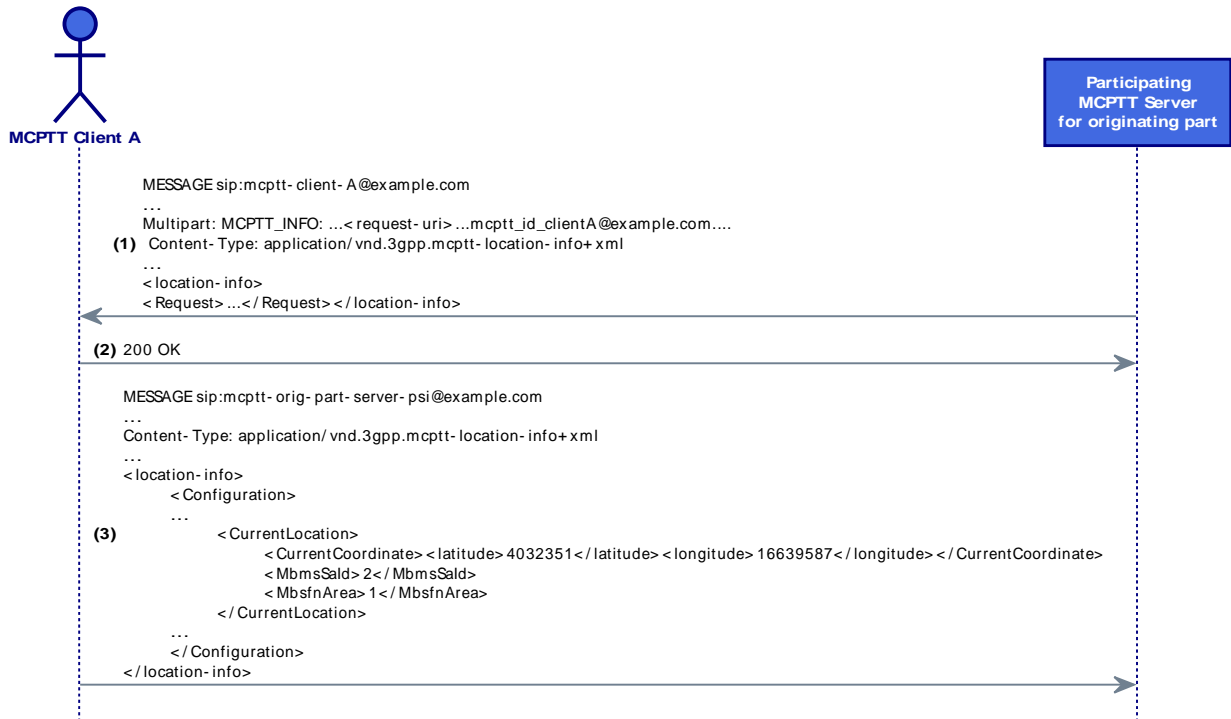 MCPTT Client A
Participating
MCPTT Server
for originating part
MESSAGE sip:mcptt-client-A@example.com
...
Multipart: MCPTT_INFO: ...<request-uri>...mcptt_id_clientA@example.com....
(1) Content-Type: application/vnd.3gpp.mcptt-location-info+xml
...
<location-info>
<Request>...</Request></location-info>
(2) 200 OK
MESSAGE sip:mcptt-orig-part-server-psi@example.com
...
Content-Type: application/vnd.3gpp.mcptt-location-info+xml
...
<location-info>
<Configuration>
...
(3) <CurrentLocation>
<CurrentCoordinate><latitude>4032351</latitude><longitude>16639587</longitude></CurrentCoordinate>
<MbmsSaId>2</MbmsSaId>
<MbsfnArea>1</MbsfnArea>
</CurrentLocation>
...
</Configuration>
</location-info>